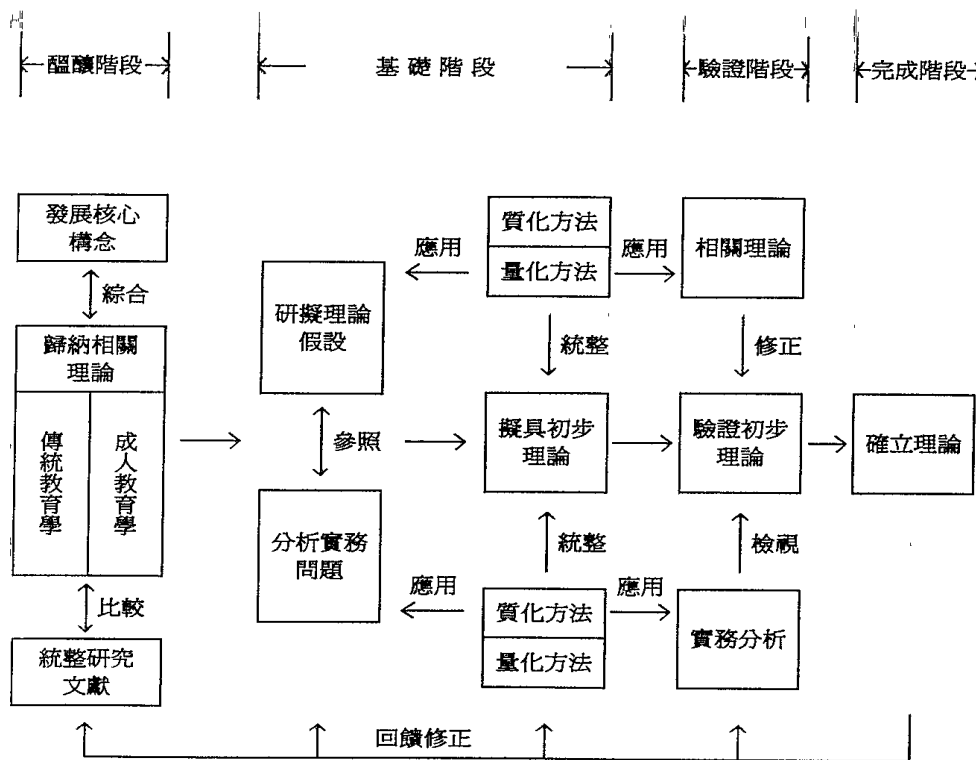 醞釀階段
基礎階段
驗證階段
完成階段
發展核心
構念
綜合
歸納相關
理論
傳統教育學
成人教育學
比較
統整研究
文獻
研擬理論
假設
參照
分析實務
問題
應用
質化方法
量化方法
應用
統整
擬具初步
理論
統整
應用
質化方法
量化方法
應用
相關理論
修正
驗證初步
理論
檢視
實務分析
確立理論
回饋修正